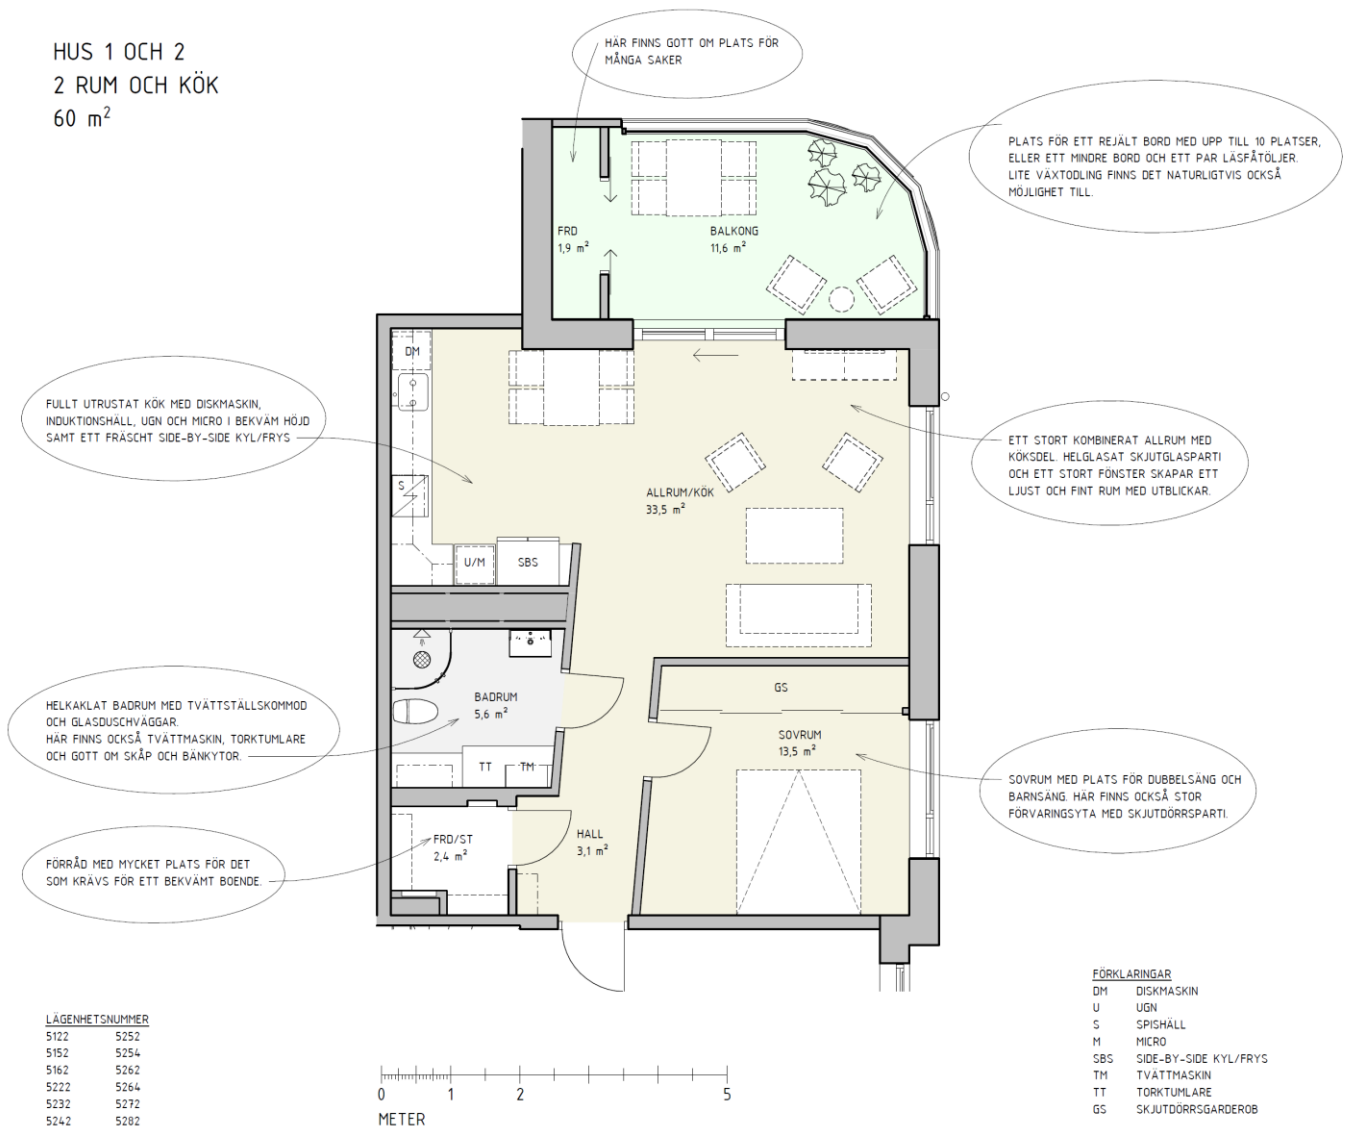 HUS 1 OCH 2
2 RUM OCH KÖK
60 m²
HÄR FINNS GOTT OM PLATS FÖR
MÅNGA SAKER
PLATS FÖR ETT REJÄLT BORD MED UPP TILL 10 PLATSER,
ELLER ETT MINDRE BORD OCH ETT PAR LÄSFÅTÖLJER.
LITE VÄXTODLING FINNS DET NATURLIGTVIS OCKSÅ
MÖJLIGHET TILL.
FRD
1,9 m²
BALKONG
11,6 m²
DM
FULLT UTRUSTAT KÖK MED DISKMASKIN,
INDUKTIONSHÄLL, UGN OCH MICRO I BEKVÄM HÖJD
SAMT ETT FRÄSCHT SIDE-BY-SIDE KYL/FRYS
ETT STORT KOMBINERAT ALLRUM MED
KÖKSDEL. HELGLASAT SKJUTGLASPARTI
OCH ETT STORT FÖNSTER SKAPAR ETT
LJUST OCH FINT RUM MED UTBLICKAR.
S
ALLRUM/KÖK
33,5 m²
U/M
SBS
HELKAKLAT BADRUM MED TVÄTTSTÄLLSKOMMOD
OCH GLASDUSCHVÄGGAR.
HÄR FINNS OCKSÅ TVÄTTMASKIN, TORKTUMLARE
OCH GOTT OM SKÅP OCH BÄNKYTOR.
BADRUM
5,6 m²
TT
TM
GS
SOVRUM
13,5 m²
SOVRUM MED PLATS FÖR DUBBELSÄNG OCH
BARNSÄNG. HÄR FINNS OCKSÅ STOR
FÖRVARINGSYTA MED SKJUTDÖRRSPARTI.
FRD/ST
2,4 m²
HALL
3,1 m²
FÖRRÅD MED MYCKET PLATS FÖR DET
SOM KRÄVS FÖR ETT BEKVÄMT BOENDE.
LÄGENHETSNUMMER
5122 5252
5152 5254
5162 5262
5222 5264
5232 5272
5242 5282
0 1 2 5
METER
FÖRKLARINGAR
DM DISKMASKIN
U UGN
S SPISHÄLL
M MICRO
SBS SIDE-BY-SIDE KYL/FRYS
TM TVÄTTMASKIN
TT TORKTUMLARE
GS SKJUTDÖRRSGARDEROB